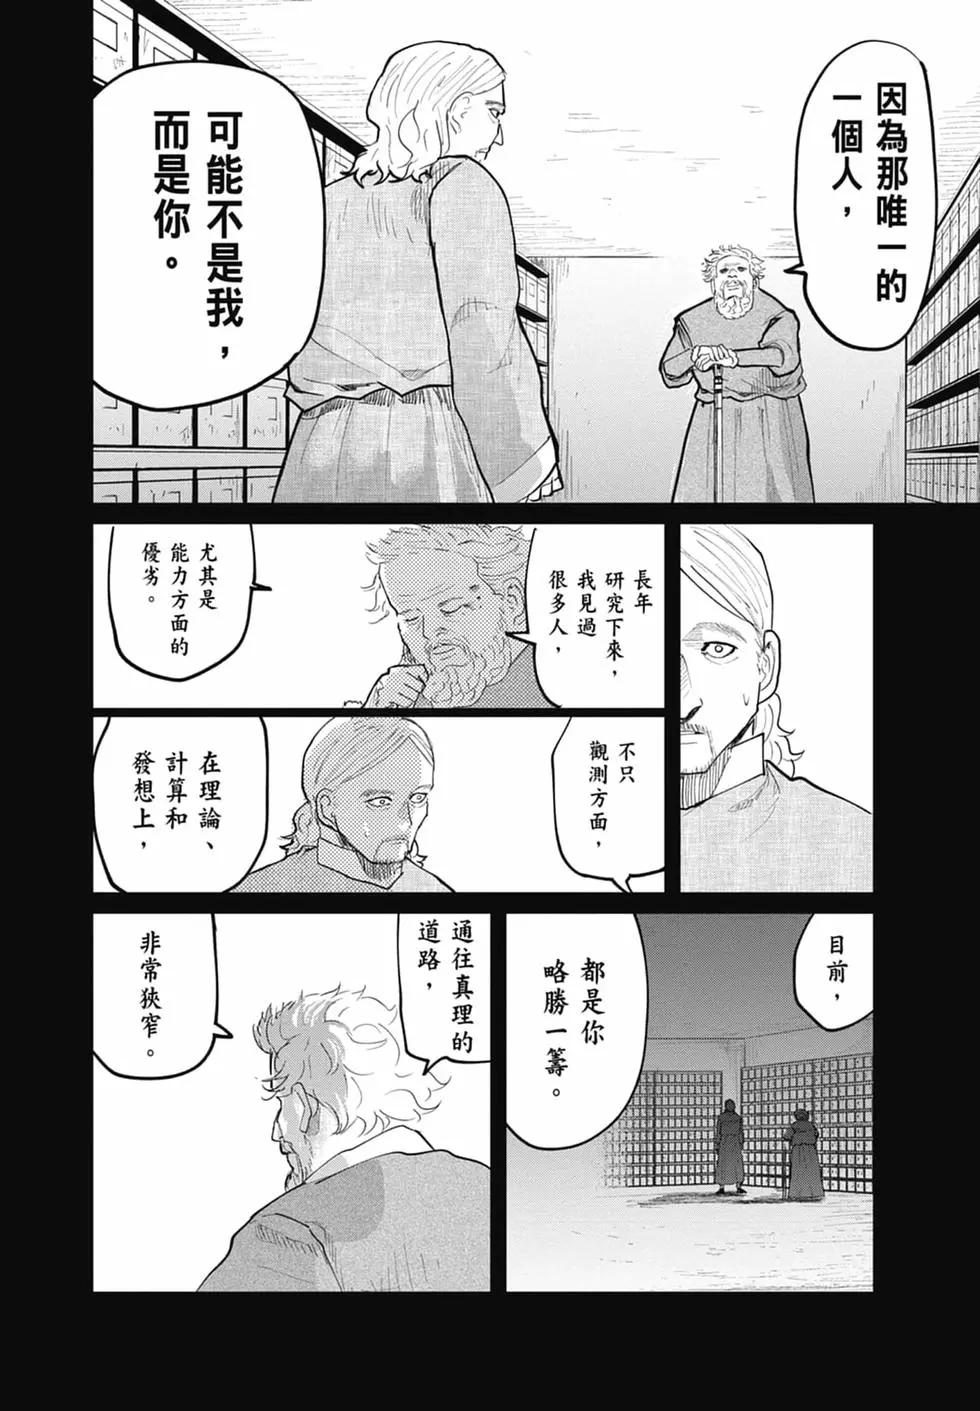 因為那唯一的
一個人，
可能不是我，
而是你。
長年
研究下來，
我見過
很多人，
尤其是
能力方面的
優劣。
不只
觀測方面，
在理論、
計算和
發想上，
目前，
都是你
略勝一籌。
通往真理的
道路，
非常狹窄。